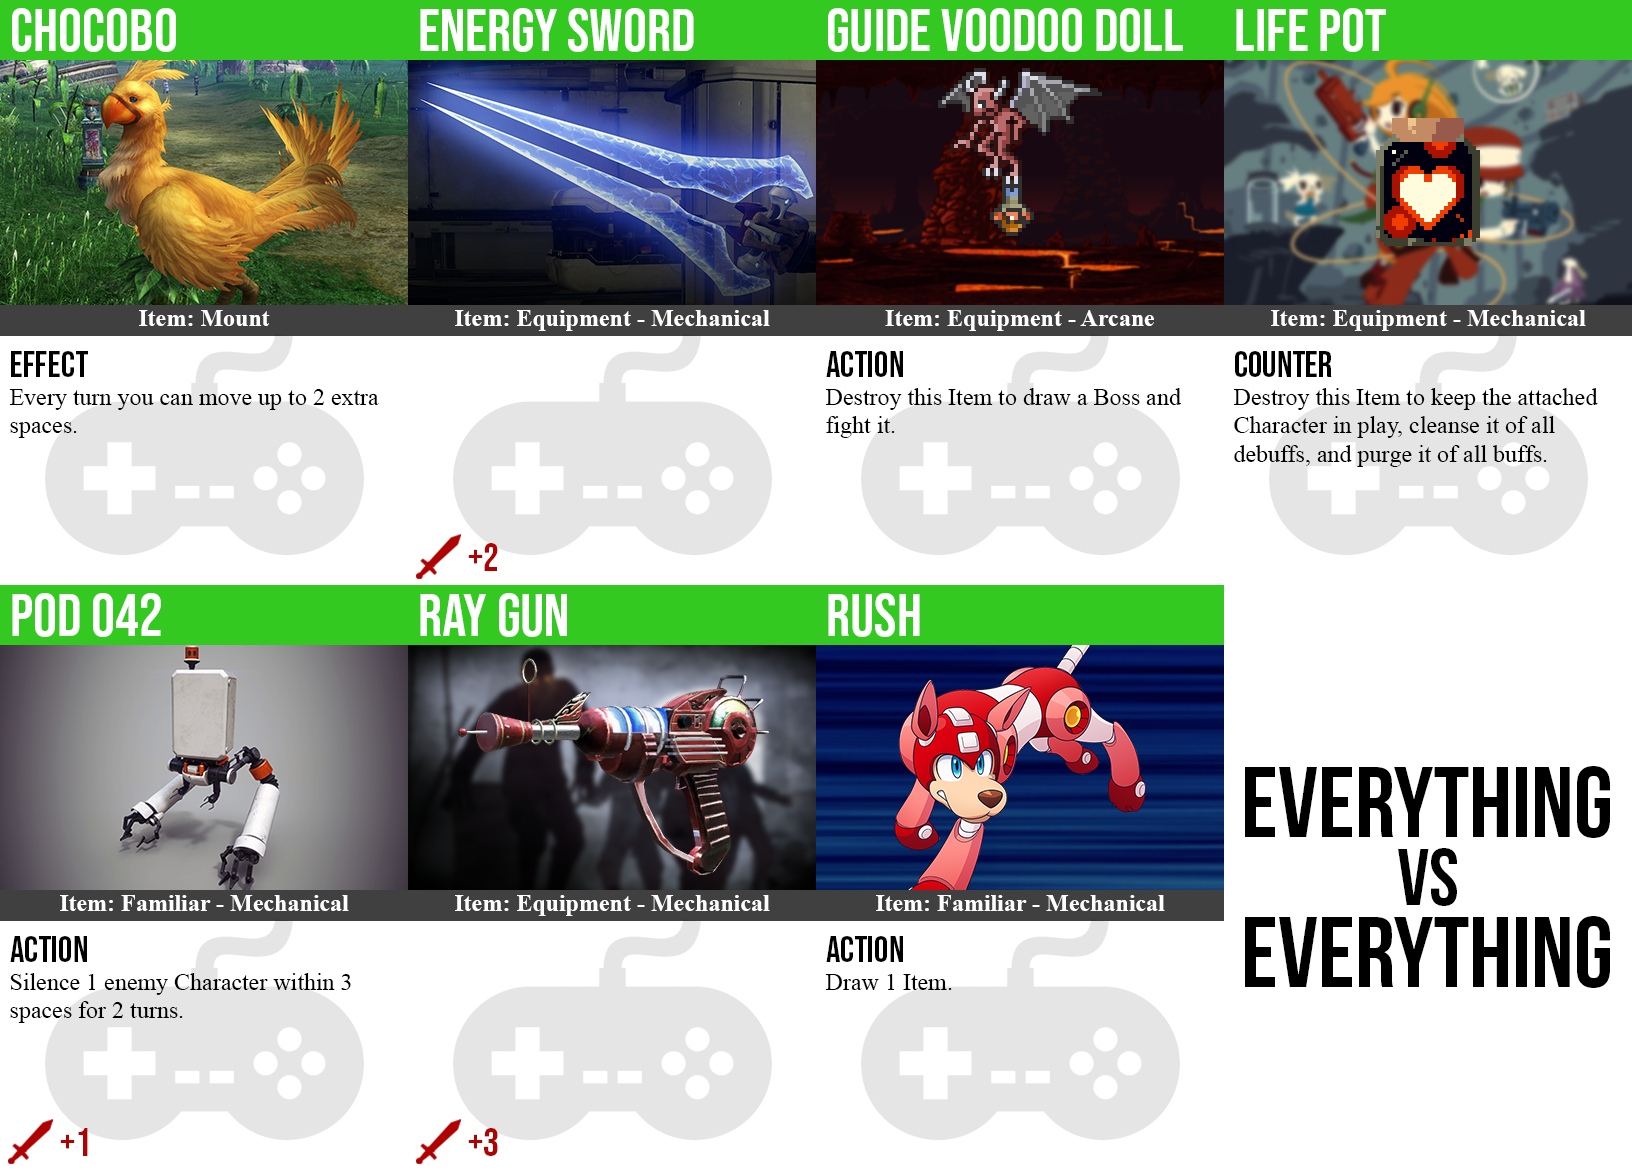 CHOCOBO
Item: Mount
EFFECT
Every turn you can move up to 2 extra
spaces.
ENERGY SWORD
Item: Equipment - Mechanical
+2
GUIDE VOODOO DOLL
Item: Equipment - Arcane
ACTION
Destroy this Item to draw a Boss and
fight it.
LIFE POT
Item: Equipment - Mechanical
COUNTER
Destroy this Item to keep the attached
Character in play, cleanse it of all
debuffs, and purge it of all buffs.
POD 042
Item: Familiar - Mechanical
ACTION
Silence 1 enemy Character within 3
spaces for 2 turns.
+1
RAY GUN
Item: Equipment - Mechanical
+3
RUSH
Item: Familiar - Mechanical
ACTION
Draw 1 Item.
EVERYTHING
VS
EVERYTHING